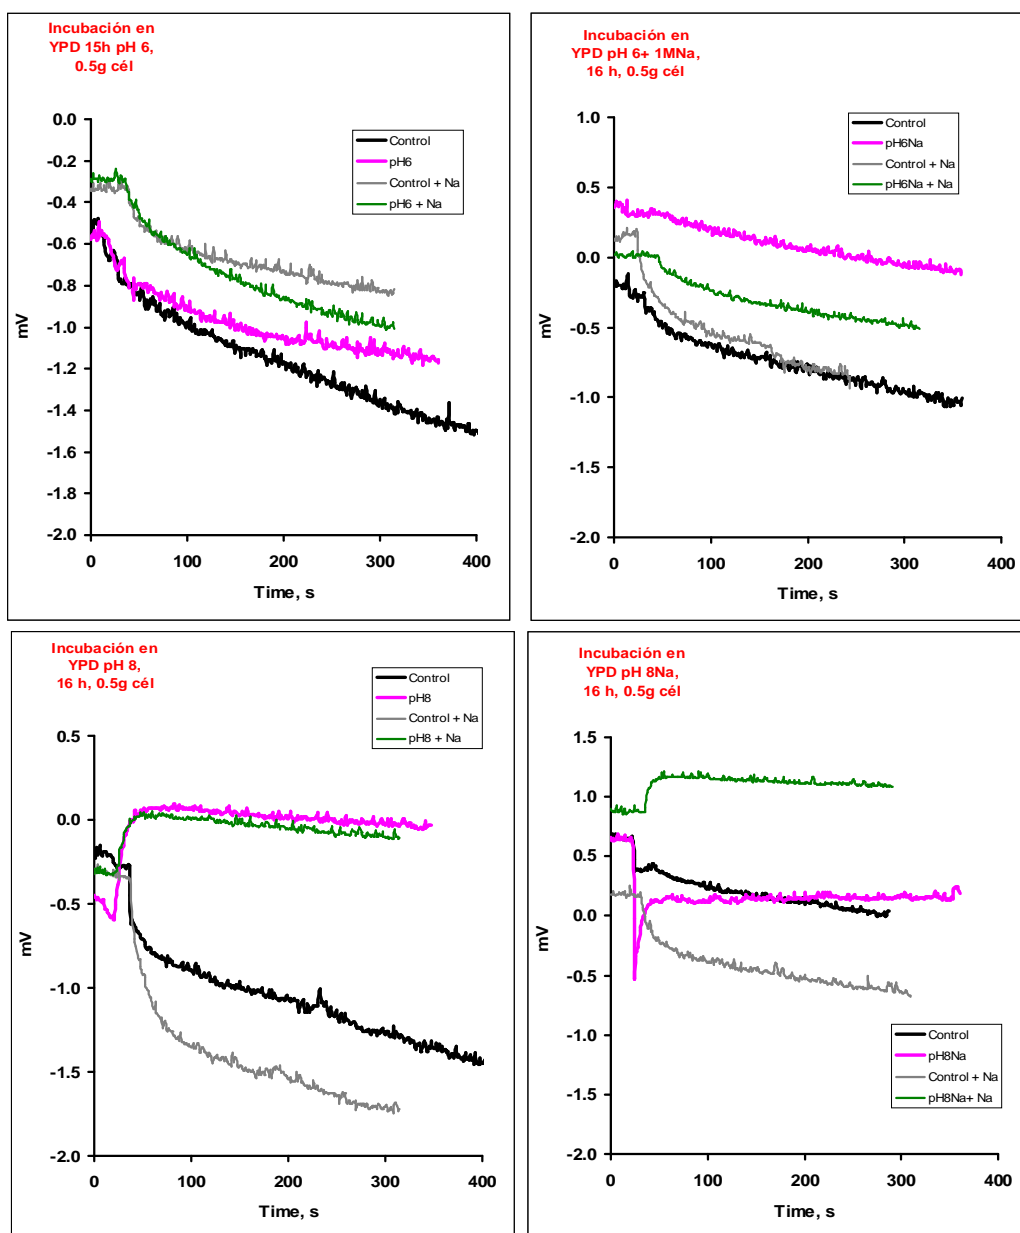 Incubación en
YPD 15h pH 6,
0.5g cél
0.0
-0.2
-0.4
-0.6
-0.8
-1.0
-1.2
-1.4
-1.6
-1.8
-2.0
mV
Control
pH6
Control + Na
pH6 + Na
0
100
200
300
400
Time, s
Incubación en
YPD pH 6+ 1MNa,
16 h, 0.5g cél
1.0
0.5
0.0
-0.5
-1.0
-1.5
-2.0
mV
Control
pH6Na
Control + Na
pH6Na + Na
0
100
200
300
400
Time, s
Incubación en
YPD pH 8,
16 h, 0.5g cél
0.5
0.0
-0.5
-1.0
-1.5
-2.0
mV
Control
pH8
Control + Na
pH8 + Na
0
100
200
300
400
Time, s
Incubación en
YPD pH 8Na,
16 h, 0.5g cél
1.5
1.0
0.5
0.0
-0.5
-1.0
-1.5
-2.0
mV
Control
pH8Na
Control + Na
pH8Na+ Na
0
100
200
300
400
Time, s